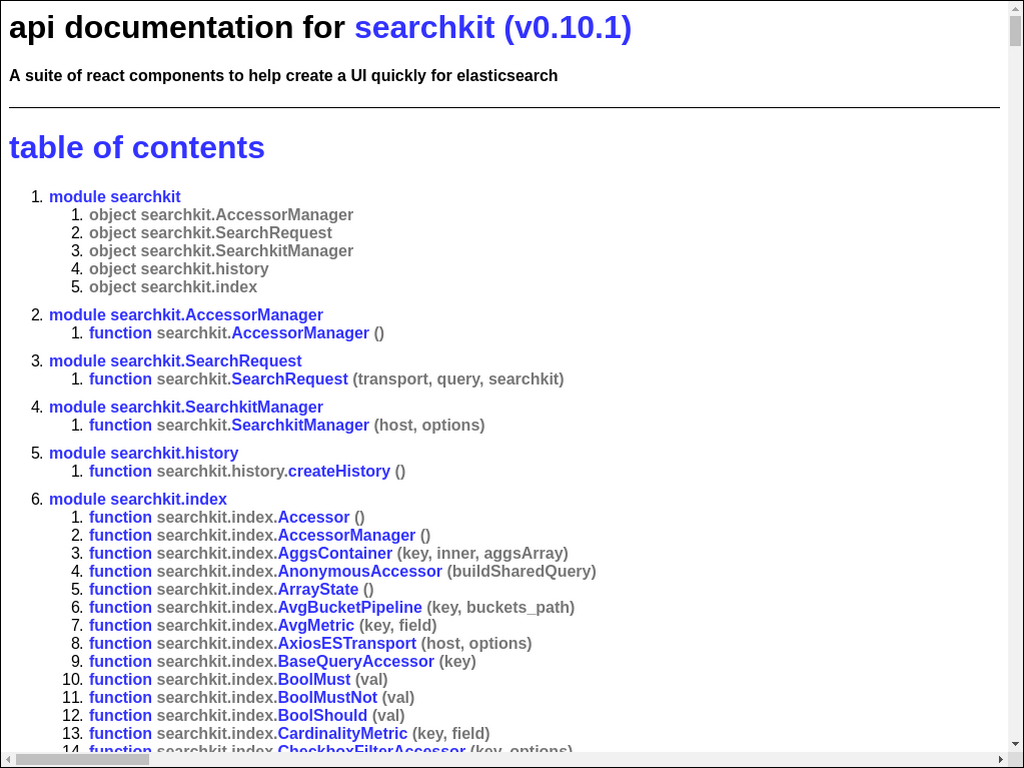 api documentation for searchkit (v0.10.1)
A suite of react components to help create a UI quickly for elasticsearch
table of contents
1. module searchkit
1. object searchkit.AccessorManager
2. object searchkit.SearchRequest
3. object searchkit.SearchkitManager
4. object searchkit.history
5. object searchkit.index
2. module searchkit.AccessorManager
1. function searchkit.AccessorManager ()
3. module searchkit.SearchRequest
1. function searchkit.SearchRequest (transport, query, searchkit)
4. module searchkit.SearchkitManager
1. function searchkit.SearchkitManager (host, options)
5. module searchkit.history
1. function searchkit.history.createHistory ()
6. module searchkit.index
1. function searchkit.index.Accessor ()
2. function searchkit.index.AccessorManager ()
3. function searchkit.index.AggsContainer (key, inner, aggsArray)
4. function searchkit.index.AnonymousAccessor (buildSharedQuery)
5. function searchkit.index.ArrayState ()
6. function searchkit.index.AvgBucketPipeline (key, buckets_path)
7. function searchkit.index.AvgMetric (key, field)
8. function searchkit.index.AxiosESTransport (host, options)
9. function searchkit.index.BaseQueryAccessor (key)
10. function searchkit.index.BoolMust (val)
11. function searchkit.index.BoolMustNot (val)
12. function searchkit.index.BoolShould (val)
13. function searchkit.index.CardinalityMetric (key, field)
14. function searchkit.index.CheckboxFilterAccessor (key, options)